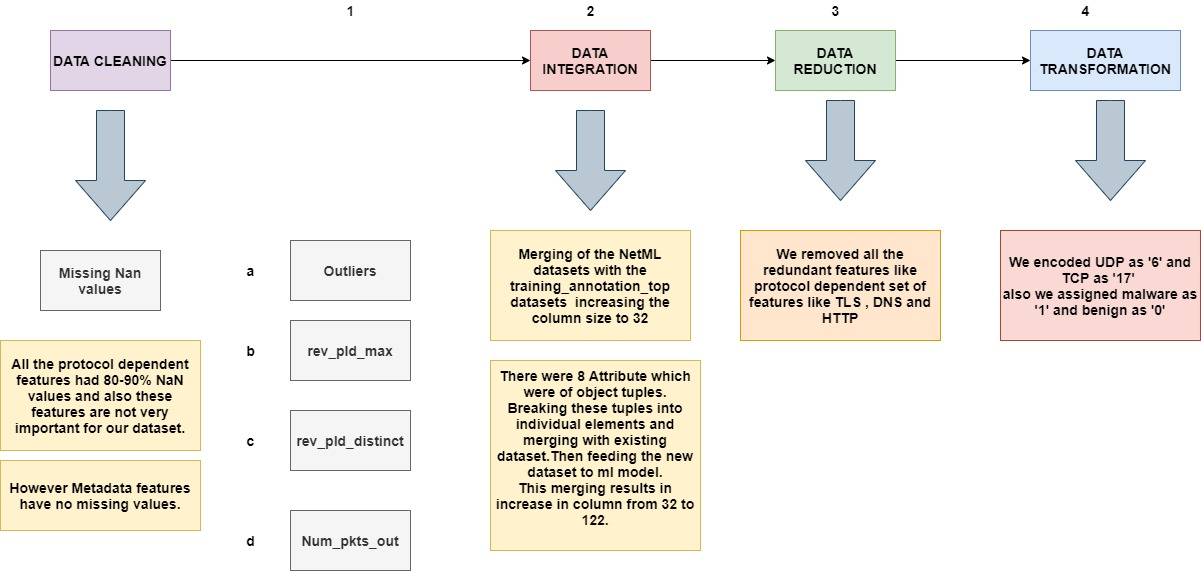 1
2
3
4
DATA CLEANING
DATA
INTEGRATION
DATA
REDUCTION
DATA
TRANSFORMATION
Missing Nan
values
All the protocol dependent
features had 80-90% NaN
values and also these
features are not very
important for our dataset.
However Metadata features
have no missing values.
a
Outliers
b
rev_pld_max
c
rev_pld_distinct
d
Num_pkts_out
Merging of the NetML
datasets with the
training_annotation_top
datasets increasing the
column size to 32
There were 8 Attribute which
were of object tuples.
Breaking these tuples into
individual elements and
merging with existing
dataset.Then feeding the new
dataset to ml model.
This merging results in
increase in column from 32 to
122.
We removed all the
redundant features like
protocol dependent set of
features like TLS , DNS and
HTTP
We encoded UDP as '6' and
TCP as '17'
also we assigned malware as
'1' and benign as '0'